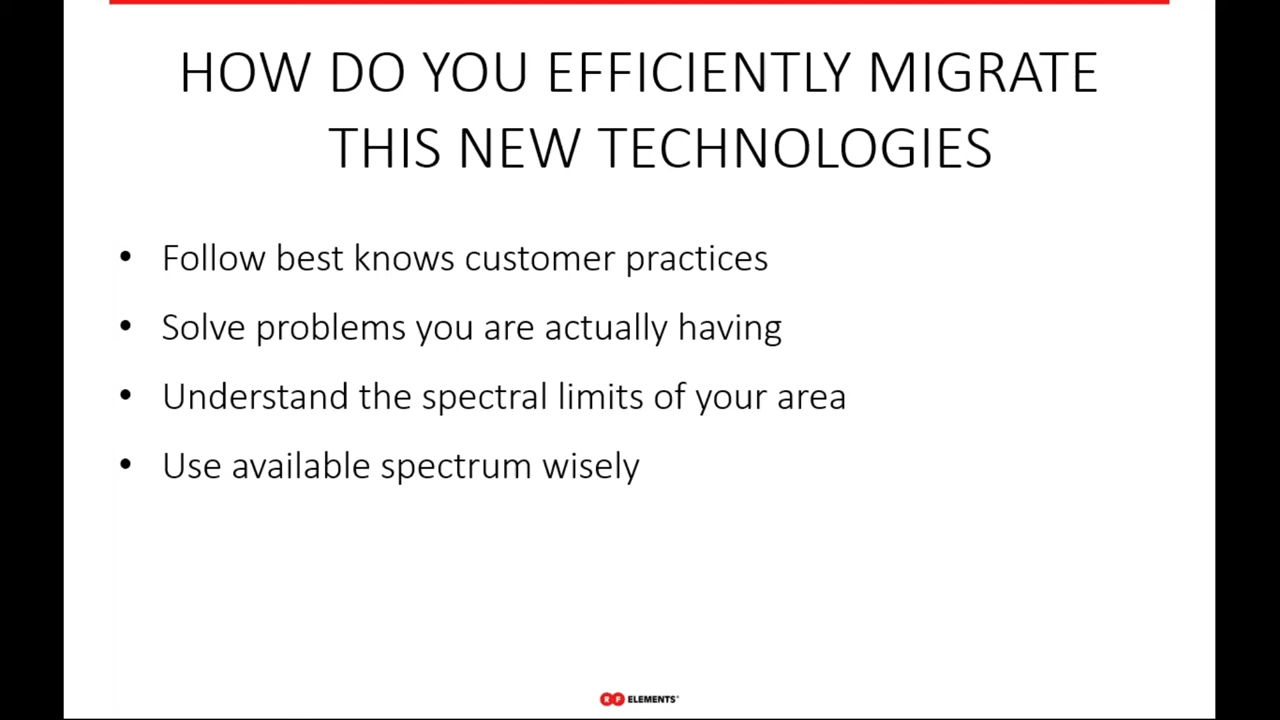 HOW DO YOU EFFICIENTLY MIGRATE
THIS NEW TECHNOLOGIES
• Follow best knows customer practices
• Solve problems you are actually having
• Understand the spectral limits of your area
• Use available spectrum wisely
RF ELEMENTS